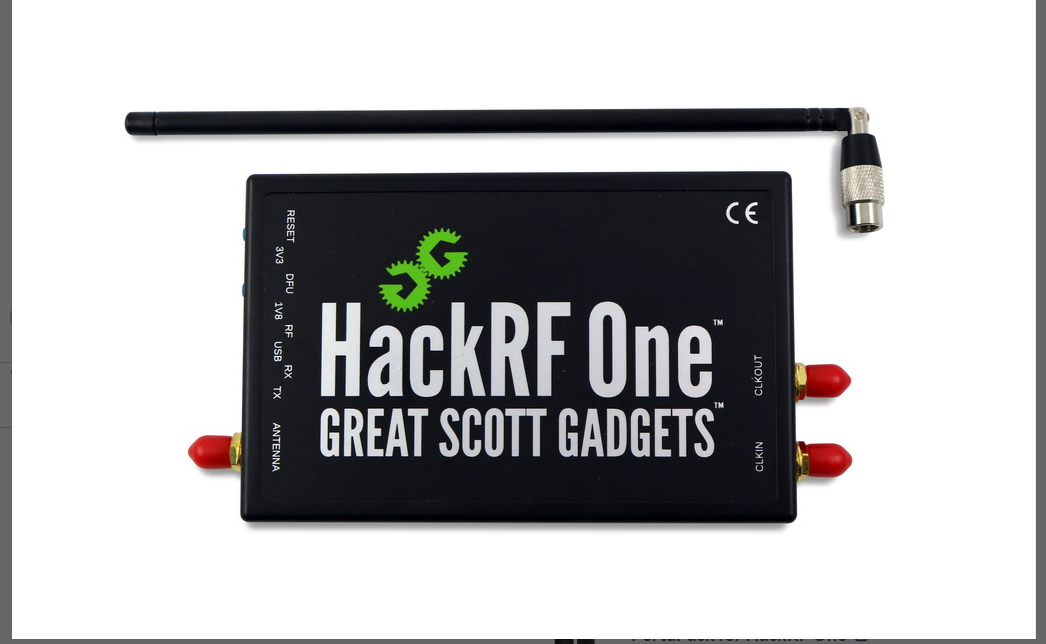 CE
RESET
3V3
DFU
1V8
RF
USB
RX
TX
ANTENNA
HackRF One™
GREAT SCOTT GADGETS™
CLKOUT
CLKIN